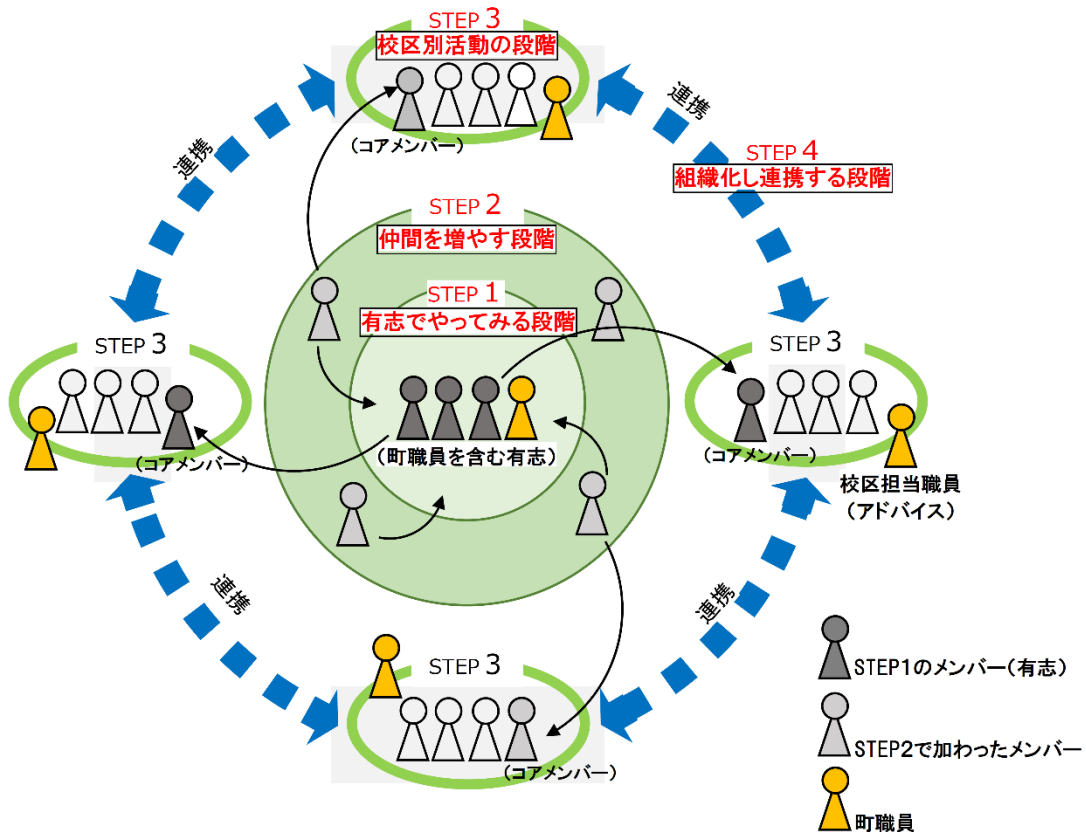 STEP 3
校区別活動の段階
(コアメンバー)
連携
連携
STEP 4
組織化し連携する段階
STEP 2
仲間を増やす段階
STEP 1
有志でやってみる段階
(町職員を含む有志)
STEP 3
(コアメンバー)
STEP 3
(コアメンバー)
校区担当職員
(アドバイス)
連携
連携
STEP 3
(コアメンバー)
STEP1のメンバー(有志)
STEP2で加わったメンバー
町職員